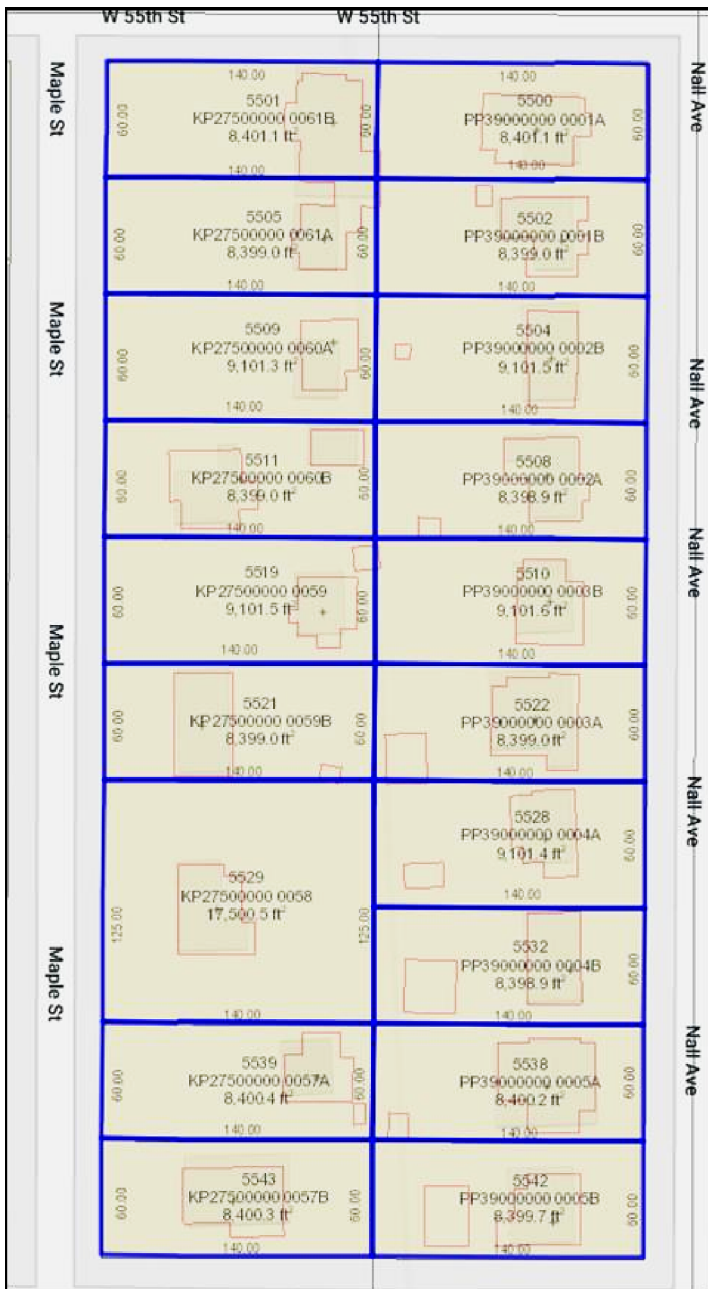 W 55th St
W 55th St
Maple St
Nall Ave
140.00
5501
KP27500000 0061B
8,401.1 ft²
60.00
60.00
140.00
140.00
5500
PP39000000 0001A
8,401.1 ft²
60.00
140.00
5505
KP27500000 0061A
8,399.0 ft²
60.00
60.00
140.00
5502
PP39000000 0001B
8,399.0 ft²
60.00
140.00
Maple St
5509
KP27500000 0060A
9,101.3 ft²
60.00
60.00
140.00
5504
PP39000000 0002B
9,101.5 ft²
60.00
140.00
Nall Ave
5511
KP27500000 0060B
8,399.0 ft²
60.00
60.00
140.00
5508
PP39000000 0002A
8,398.9 ft²
60.00
140.00
Nall Ave
5519
KP27500000 0059
9,101.5 ft²
60.00
60.00
140.00
5510
PP39000000 0003B
9,101.6 ft²
60.00
140.00
Maple St
5521
KP27500000 0059B
8,399.0 ft²
60.00
60.00
140.00
5522
PP39000000 0003A
8,399.0 ft²
60.00
140.00
5529
KP27500000 0058
17,500.5 ft²
125.00
125.00
140.00
5528
PP39000000 0004A
9,101.4 ft²
60.00
140.00
Nall Ave
5532
PP39000000 0004B
8,398.9 ft²
60.00
140.00
Maple St
5539
KP27500000 0057A
8,400.4 ft²
60.00
60.00
140.00
5538
PP39000000 0005A
8,400.2 ft²
60.00
140.00
Nall Ave
5543
KP27500000 0057B
8,400.3 ft²
60.00
60.00
140.00
5542
PP39000000 0005B
8,399.7 ft²
60.00
140.00